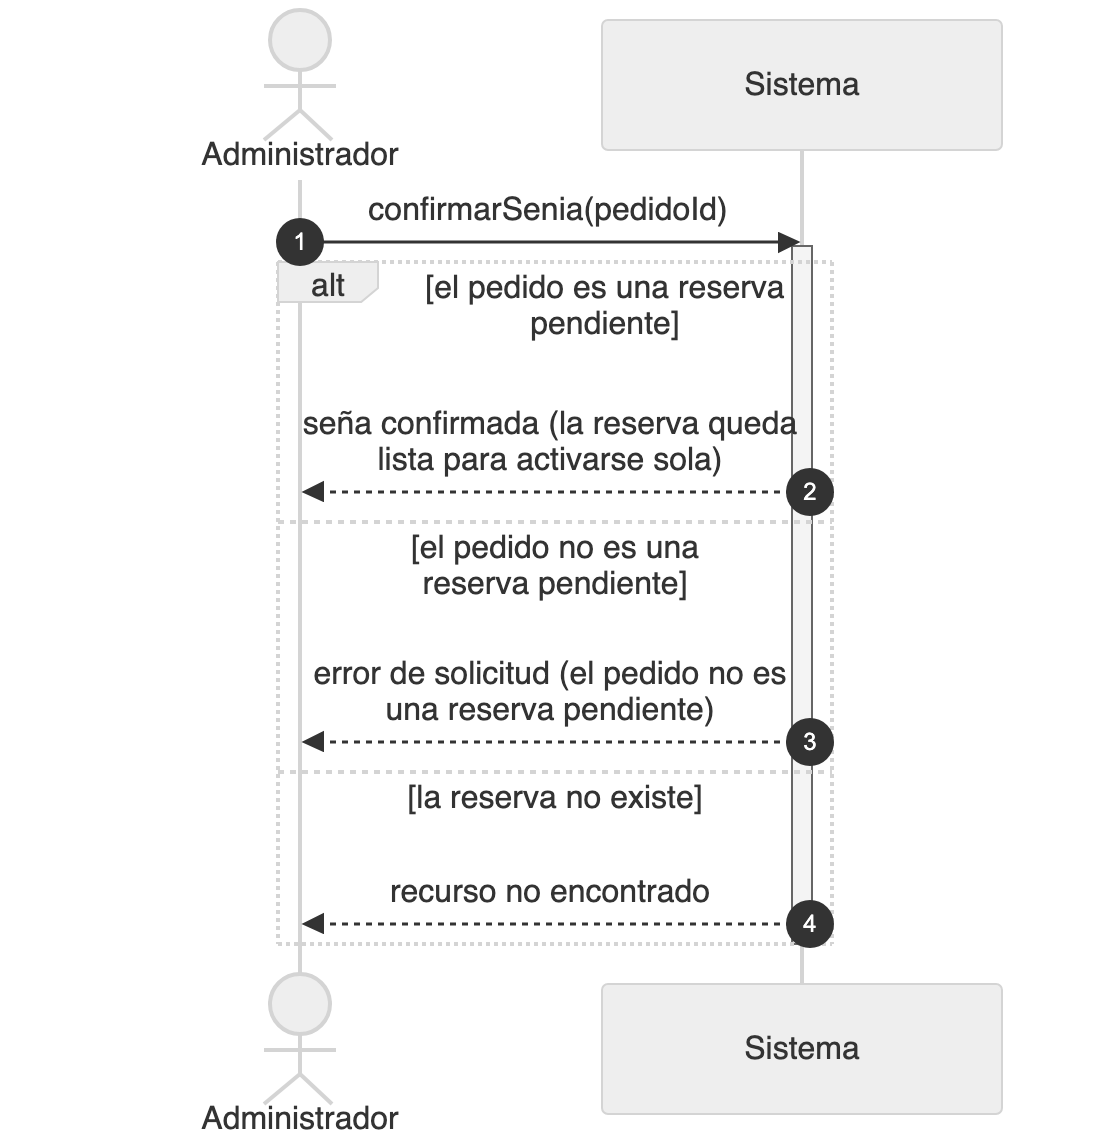 Administrador
Sistema
confirmarSenia(pedidoId)
1
alt
[el pedido es una reserva
pendiente]
seña confirmada (la reserva queda
lista para activarse sola)
2
[el pedido no es una
reserva pendiente]
error de solicitud (el pedido no es
una reserva pendiente)
3
[la reserva no existe]
recurso no encontrado
4
Administrador
Sistema